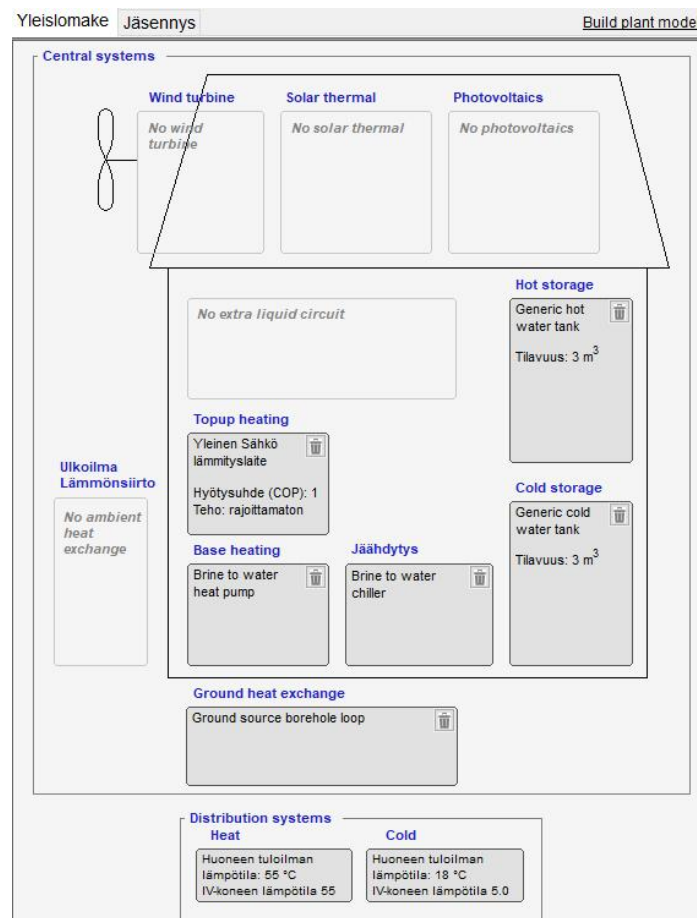 Yleislomake Jäsennys Build plant mode
Central systems
Wind turbine Solar thermal Photovoltaics
No wind
turbine
No solar thermal
No photovoltaics
Hot storage
No extra liquid circuit
Generic hot
water tank
Tilavuus: 3 m³
Topup heating
Yleinen Sähkö
lämmityslaite
Hyötysuhde (COP): 1
Teho: rajoittamaton
Ulkoilma
Lämmönsiirto
No ambient
heat
exchange
Cold storage
Generic cold
water tank
Tilavuus: 3 m³
Base heating
Brine to water
heat pump
Jäähdytys
Brine to water
chiller
Ground heat exchange
Ground source borehole loop
Distribution systems
Heat
Huoneen tuloilman
lämpötila: 55 °C
IV-koneen lämpötila 55
Cold
Huoneen tuloilman
lämpötila: 18 °C
IV-koneen lämpötila 5.0